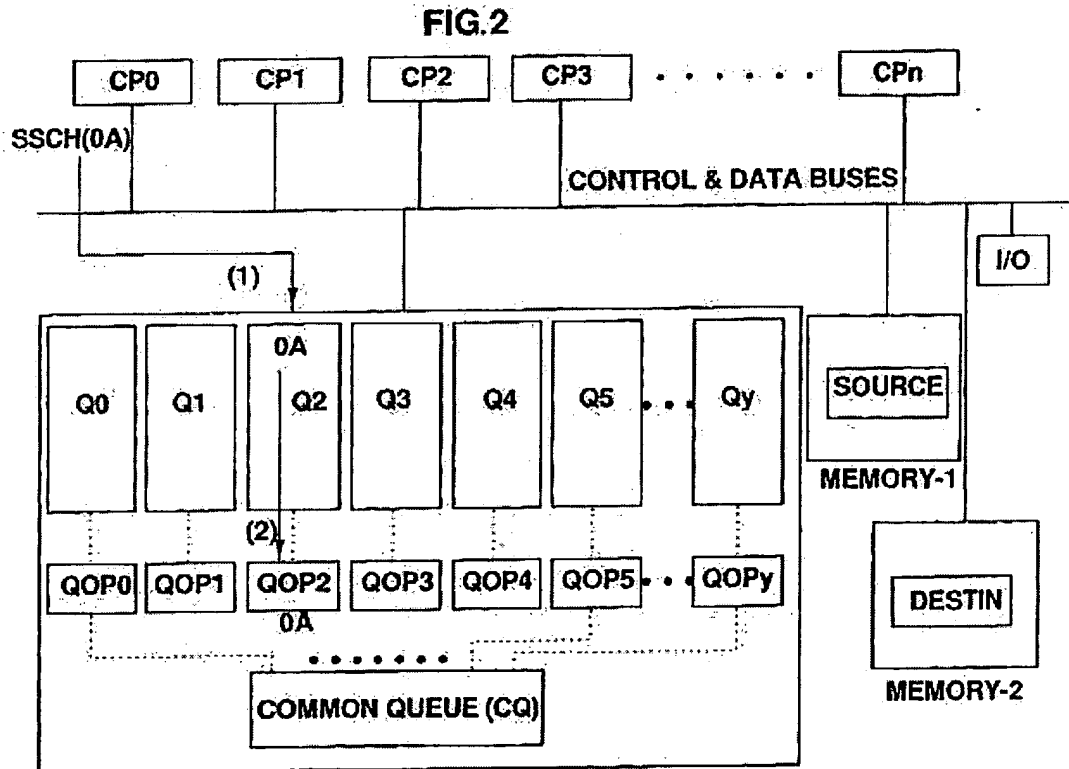 FIG.2
CP0 CP1 CP2 CP3 CPn
SSCH(0A)
CONTROL & DATA BUSES
I/O
(1)
0A
Q0 Q1 Q2 Q3 Q4 Q5 Qy
SOURCE
MEMORY-1
(2)
QOP0 QOP1 QOP2 QOP3 QOP4 QOP5 QOPy
0A
DESTIN
MEMORY-2
COMMON QUEUE (CQ)